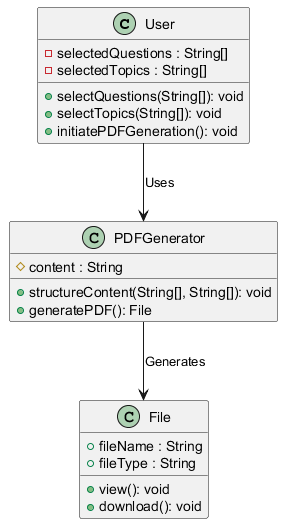 C User
selectedQuestions : String[]
selectedTopics : String[]
selectQuestions(String[]): void
selectTopics(String[]): void
initiatePDFGeneration(): void
Uses
C PDFGenerator
content : String
structureContent(String[], String[]): void
generatePDF(): File
Generates
C File
fileName : String
fileType : String
view(): void
download(): void